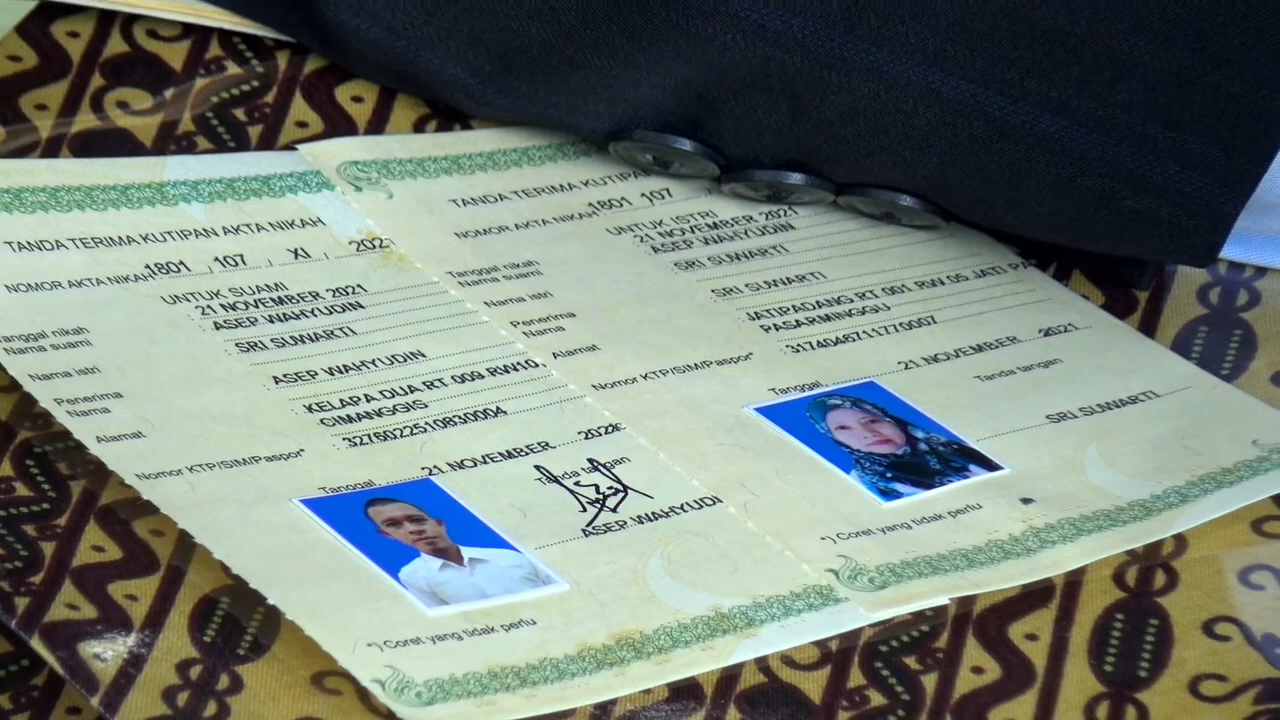 TANDA TERIMA KUTIPAN AKTA NIKAH
NOMOR AKTA NIKAH 1801 107 XI 202
UNTUK SUAMI
Tanggal nikah 21 NOVEMBER 2021
Nama suami ASEP WAHYUDIN
Nama istri SRI SUWARTI
Penerima
Nama ASEP WAHYUDIN
Alamat KELAPA DUA RT 009 RW10,
CIMANGGIS
Nomor KTP/SIM/Paspor* 3276022510830004
Tanggal, 21 NOVEMBER 202
Tanda tangan
ASEP WAHYUDI
*) Coret yang tidak perlu
TANDA TERIMA KUTIPA
NOMOR AKTA NIKAH 1801 107
UNTUK ISTRI
Tanggal nikah 21 NOVEMBER 2021
Nama suami ASEP WAHYUDIN
Nama istri SRI SUWARTI
Penerima
Nama SRI SUWARTI
Alamat JATIPADANG RT 001 RW.05 JATI PA
PASARMINGGU
Nomor KTP/SIM/Paspor* 3174046711770007
Tanggal, 21 NOVEMBER 2021
Tanda tangan
SRI SUWARTI
*) Coret yang tidak perlu